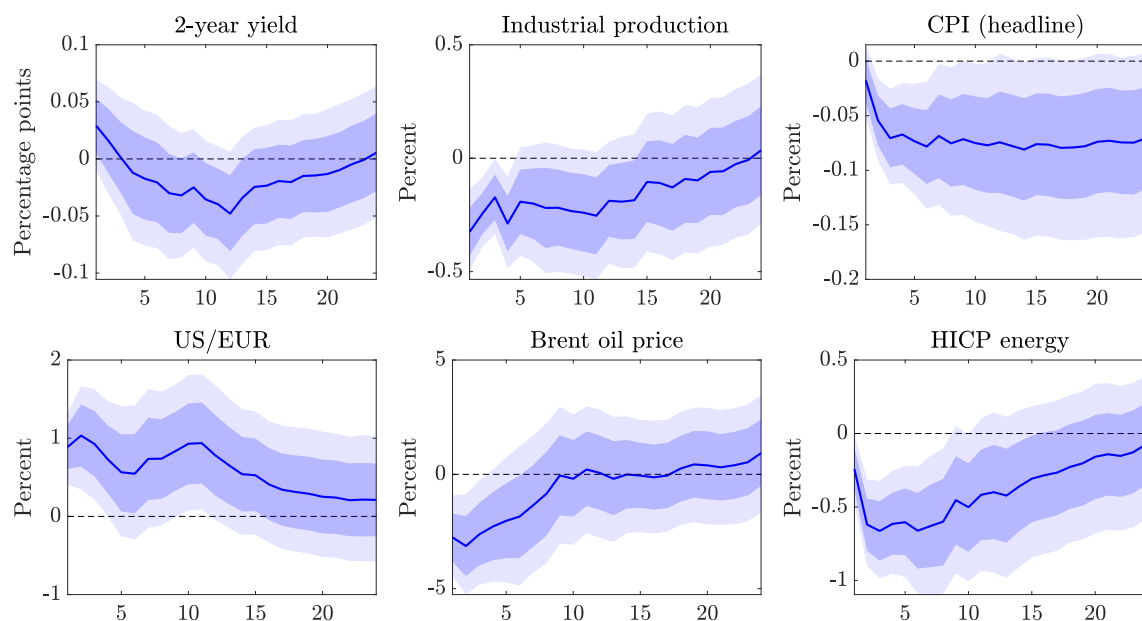 2-year yield
Percentage points
0.1
0.05
0
-0.05
-0.1
5 10 15 20
Industrial production
Percent
0.5
0
-0.5
5 10 15 20
CPI (headline)
Percent
0
-0.05
-0.1
-0.15
-0.2
5 10 15 20
US/EUR
Percent
2
1
0
-1
5 10 15 20
Brent oil price
Percent
5
0
-5
5 10 15 20
HICP energy
Percent
0.5
0
-0.5
-1
5 10 15 20